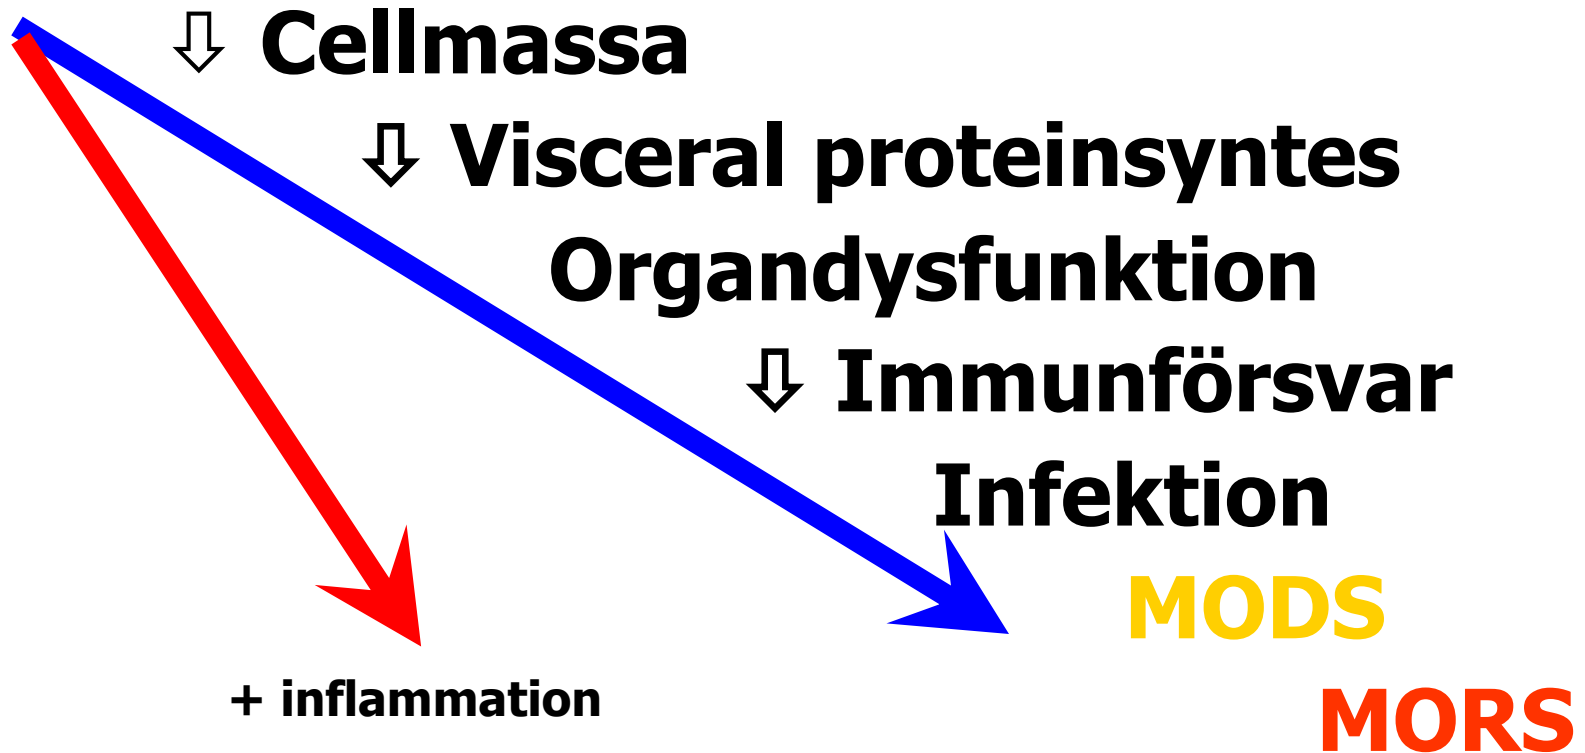 ⇩ Cellmassa
⇩ Visceral proteinsyntes
Organdysfunktion
⇩ Immunförsvar
Infektion
MODS
+ inflammation
MORS